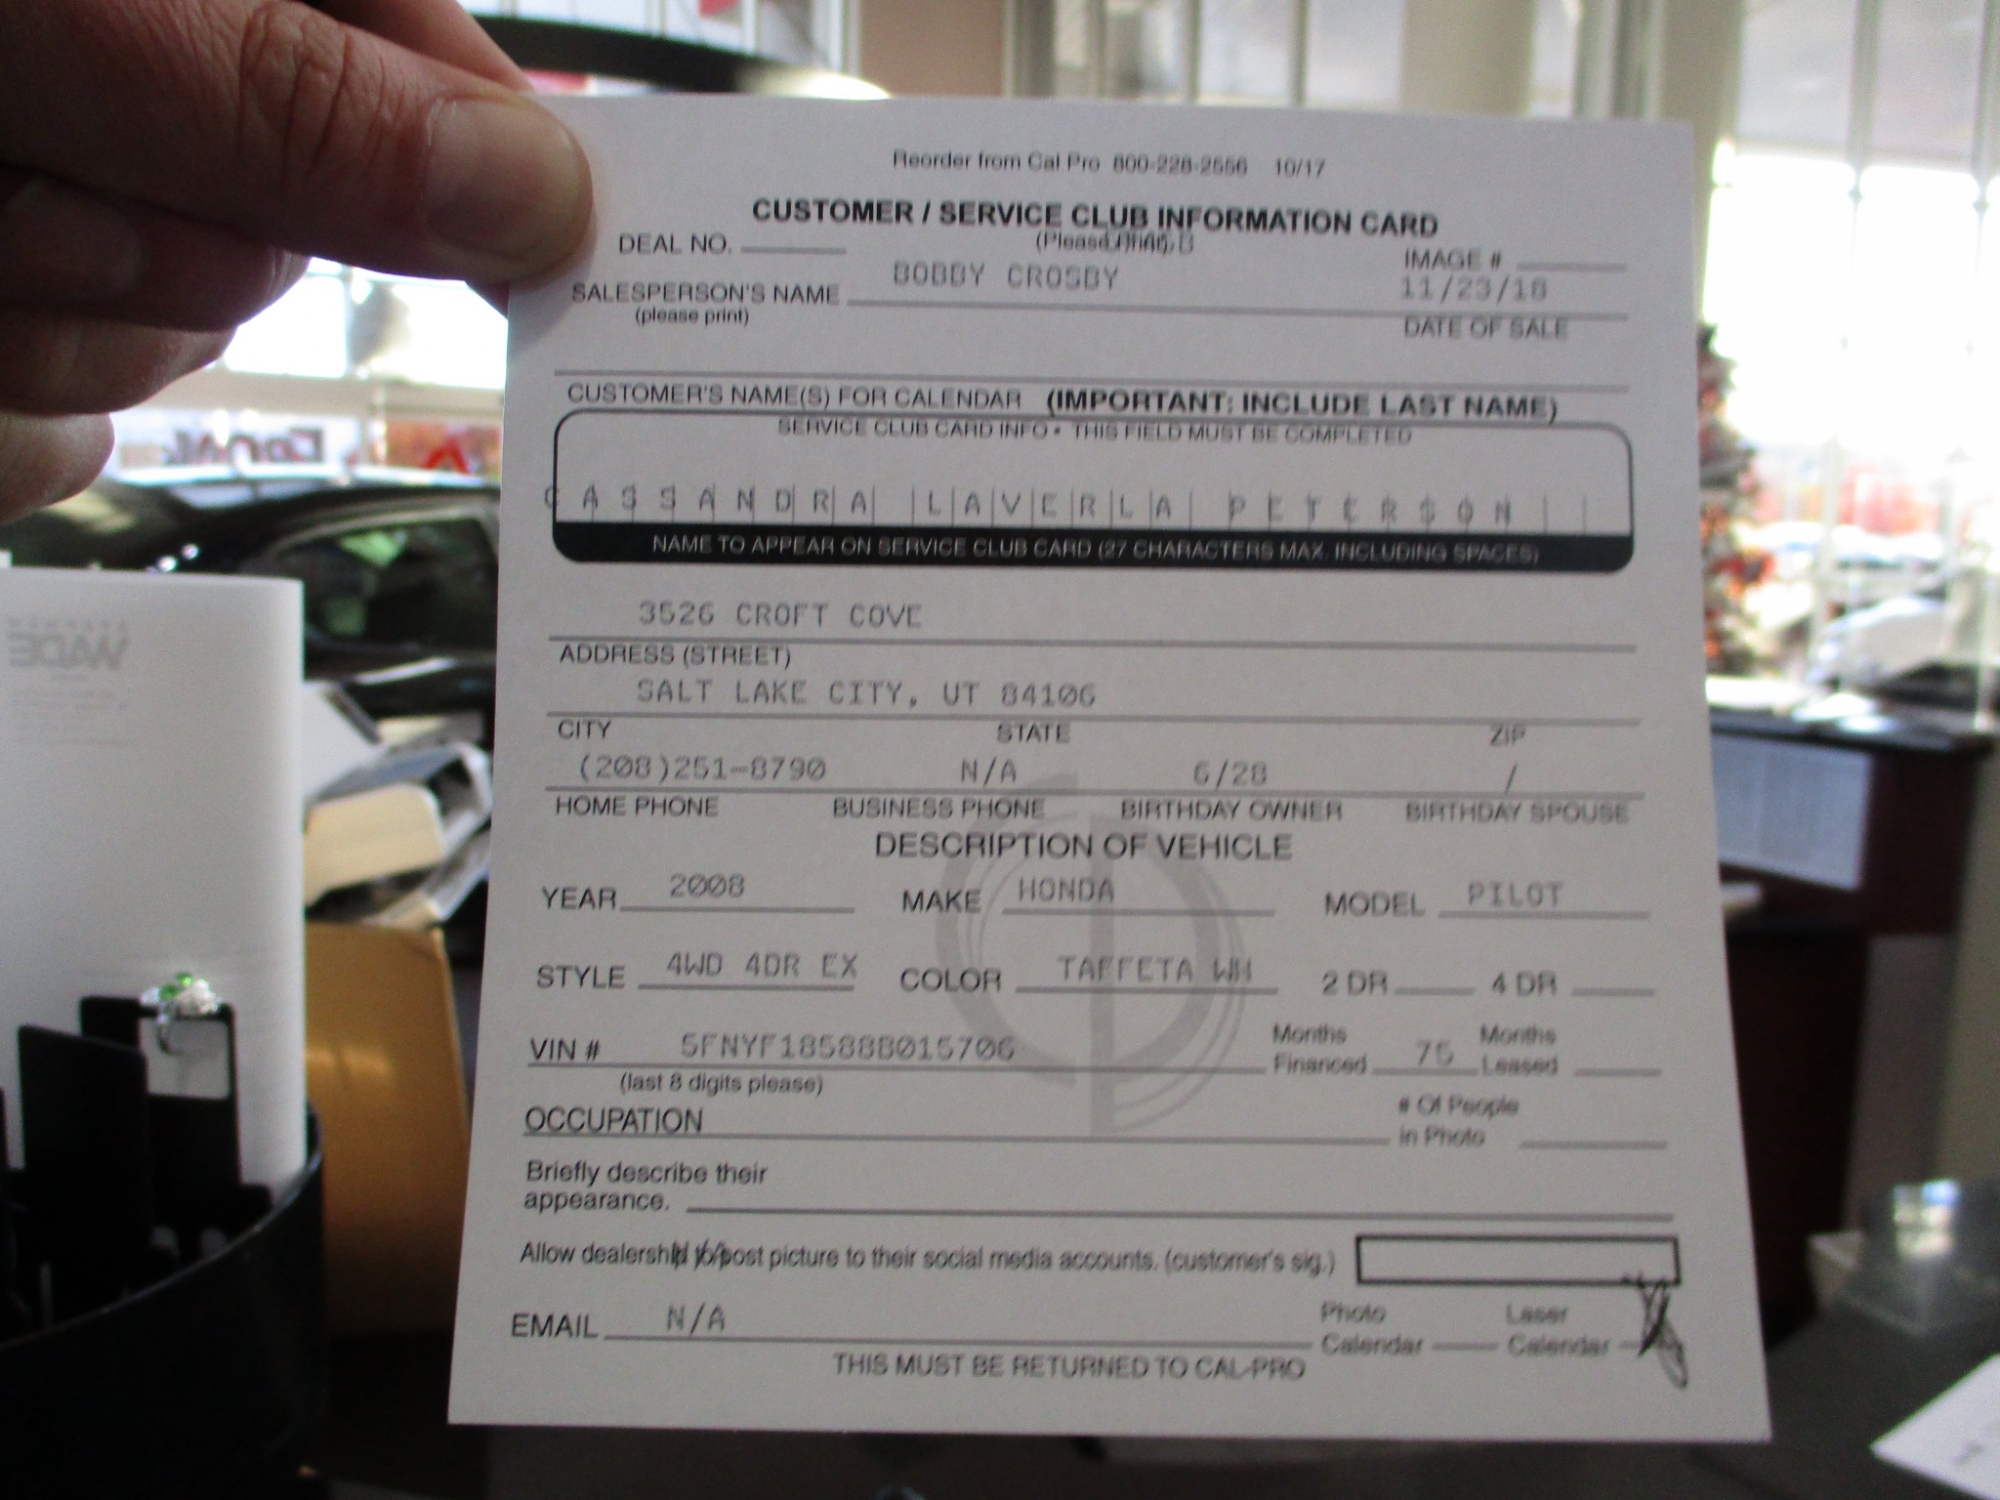 Reorder from Cal Pro 800-228-2556 10/17
CUSTOMER / SERVICE CLUB INFORMATION CARD
DEAL NO. (Please Print) IMAGE #
SALESPERSON'S NAME BOBBY CROSBY 11/23/18
(please print) DATE OF SALE
CUSTOMER'S NAME(S) FOR CALENDAR (IMPORTANT: INCLUDE LAST NAME)
SERVICE CLUB CARD INFO • THIS FIELD MUST BE COMPLETED
CASSANDRA LAVERLA PETERSON
NAME TO APPEAR ON SERVICE CLUB CARD (27 CHARACTERS MAX. INCLUDING SPACES)
3526 CROFT COVE
ADDRESS (STREET)
SALT LAKE CITY, UT 84106
CITY STATE ZIP
(208)251-8790 N/A 6/28 /
HOME PHONE BUSINESS PHONE BIRTHDAY OWNER BIRTHDAY SPOUSE
DESCRIPTION OF VEHICLE
YEAR 2008 MAKE HONDA MODEL PILOT
STYLE 4WD 4DR EX COLOR TAFFETA WH 2 DR 4 DR
VIN # 5FNYF18588B015706 Months Financed 75 Months Leased
(last 8 digits please)
OCCUPATION # Of People in Photo
Briefly describe their
appearance.
Allow dealership to post picture to their social media accounts. (customer's sig.)
EMAIL N/A Photo Calendar Laser Calendar
THIS MUST BE RETURNED TO CAL-PRO
WADE